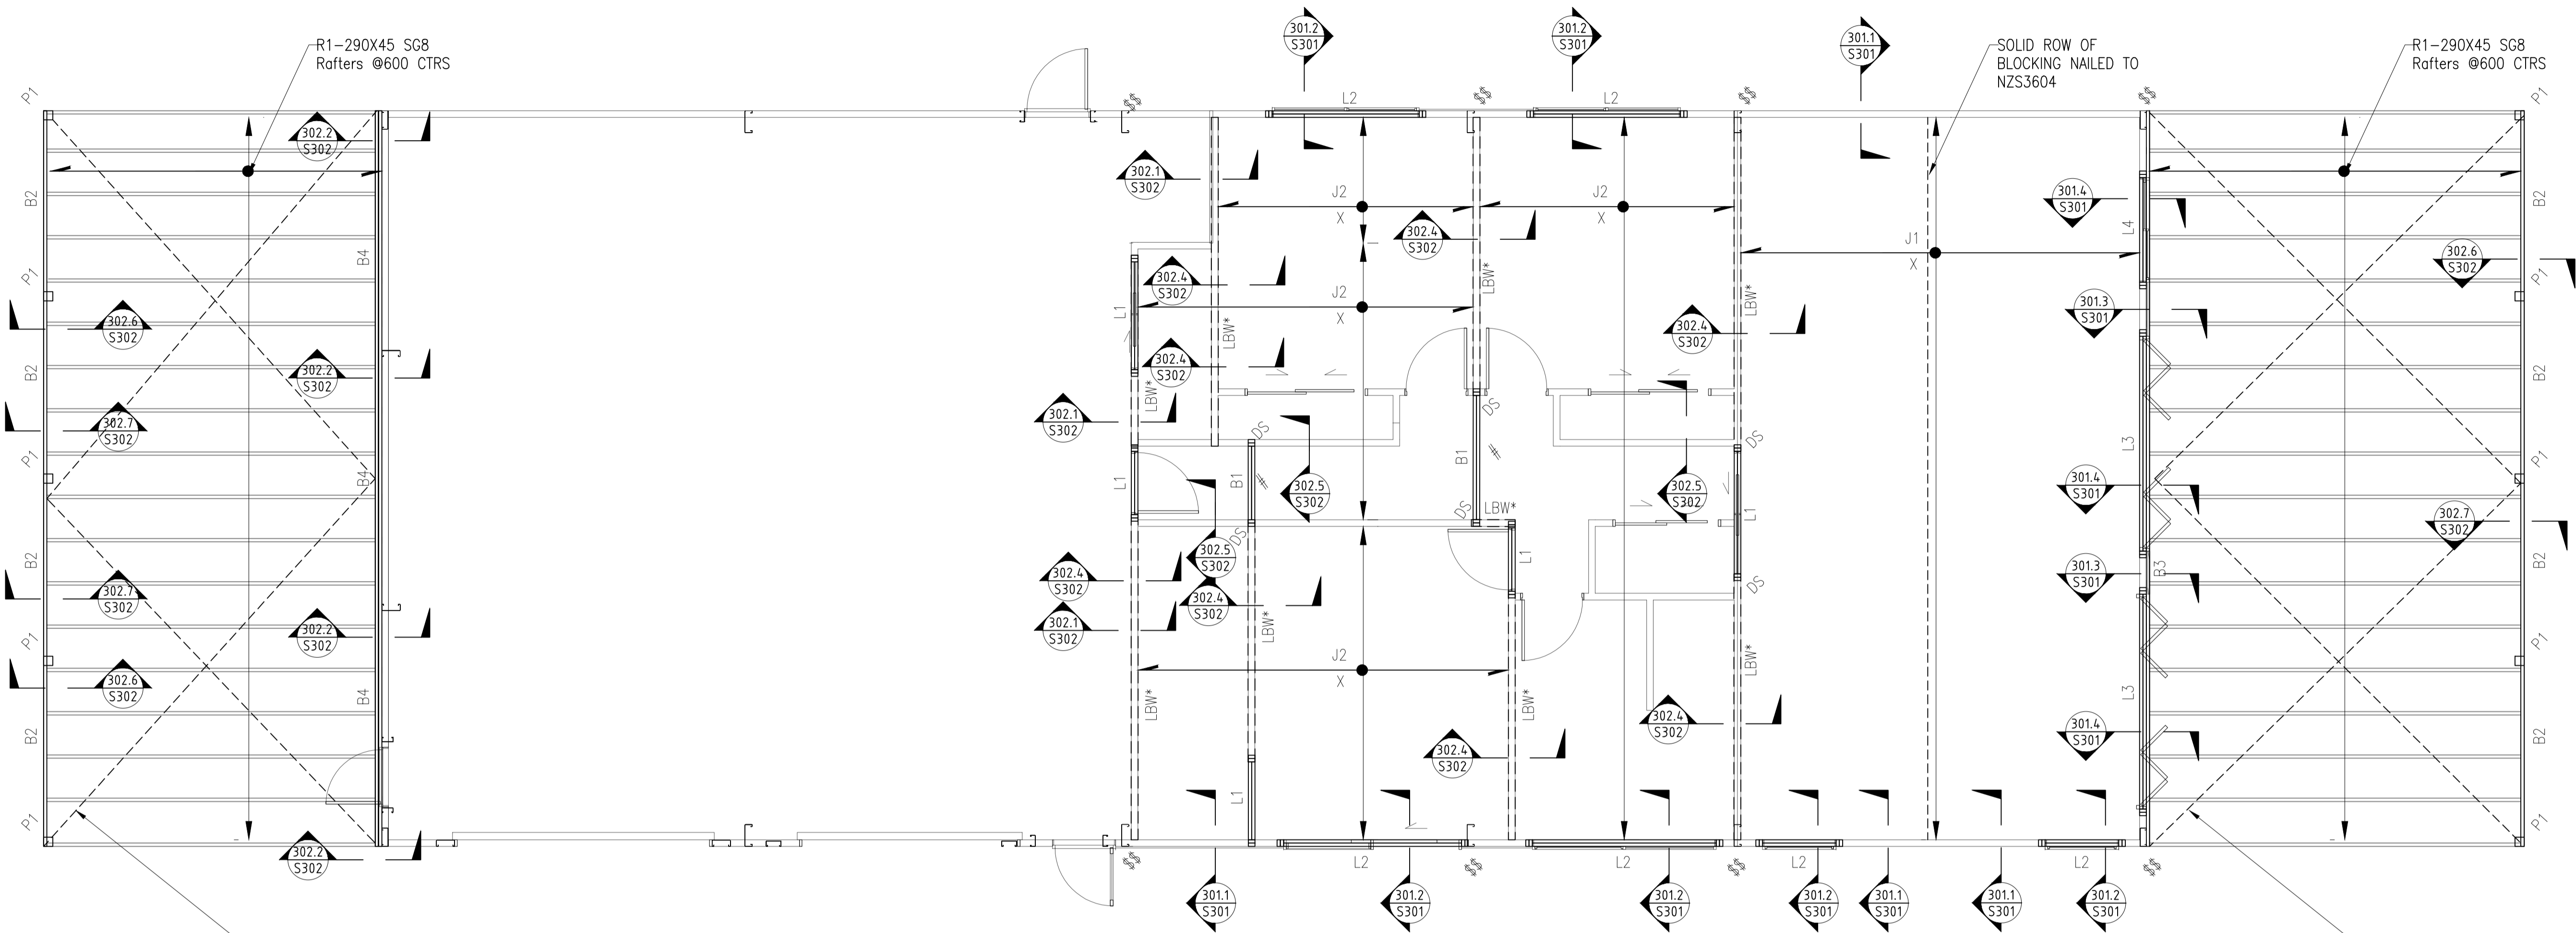 301.2
S301
301.2
S301
301.1
S301
R1-290X45 SG8
Rafters @600 CTRS
SOLID ROW OF
BLOCKING NAILED TO
NZS3604
R1-290X45 SG8
Rafters @600 CTRS
P1
$$
L2
$$
L2
$$
$$
P1
302.2
S302
302.1
S302
B2
J2
X
J2
X
301.4
S301
L4
B2
302.4
S302
J1
X
B4
P1
302.4
S302
LBW*
LBW*
302.6
S302
P1
L1
J2
X
302.6
S302
LBW*
302.4
S302
301.3
S301
B2
302.2
S302
302.4
S302
LBW*
B2
302.7
S302
302.1
S302
DS
DS
DS
L3
P1
B4
B1
B1
P1
L1
302.5
S302
302.5
S302
301.4
S301
DS
LBW*
L1
302.7
S302
DS
B2
302.5
S302
L1
B3
B2
302.7
S302
302.4
S302
302.4
S302
DS
301.3
S301
P1
302.2
S302
302.1
S302
LBW*
J2
X
LBW*
P1
302.6
S302
B4
LBW*
LBW*
L3
302.4
S302
B2
302.4
S302
301.4
S301
B2
L1
P1
302.2
S302
$$
L2
$$
L2
$$
L2
L2
$$
P1
301.1
S301
301.2
S301
301.2
S301
301.2
S301
301.1
S301
301.1
S301
301.2
S301